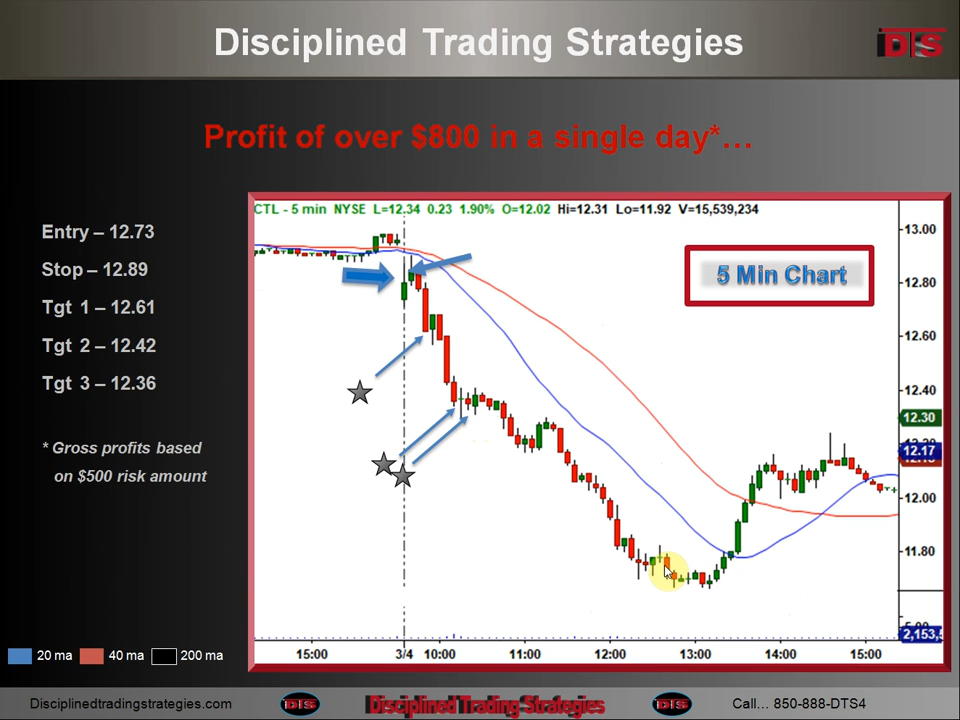 Disciplined Trading Strategies
DTS
Profit of over $800 in a single day*…
Entry – 12.73
Stop – 12.89
Tgt 1 – 12.61
Tgt 2 – 12.42
Tgt 3 – 12.36
* Gross profits based
on $500 risk amount
CTL - 5 min NYSE L=12.34 0.23 1.90% O=12.02 Hi=12.31 Lo=11.92 V=15,539,234
5 Min Chart
13.00
12.80
12.60
12.40
12.30
12.17
12.00
11.80
15:00 3/4 10:00 11:00 12:00 13:00 14:00 15:00
20 ma 40 ma 200 ma
Disciplinedtradingstrategies.com DTS Disciplined Trading Strategies DTS Call… 850-888-DTS4